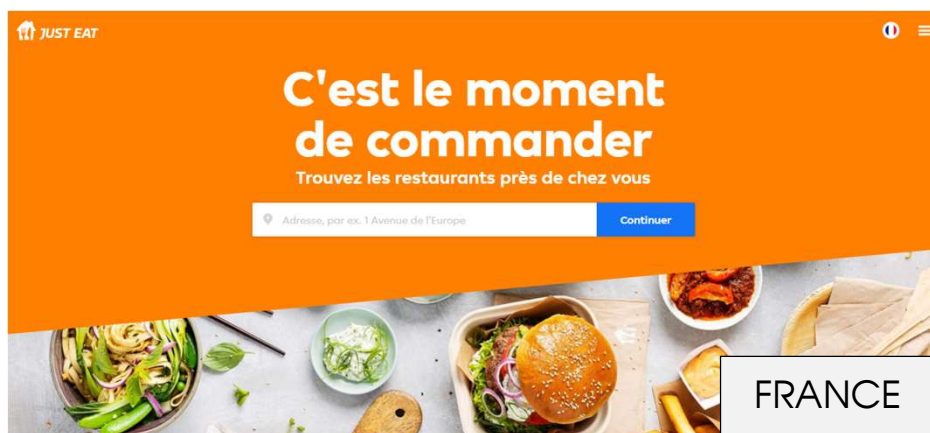 JUST EAT
C'est le moment
de commander
Trouvez les restaurants près de chez vous
Adresse, par ex. 1 Avenue de l'Europe
Continuer
FRANCE